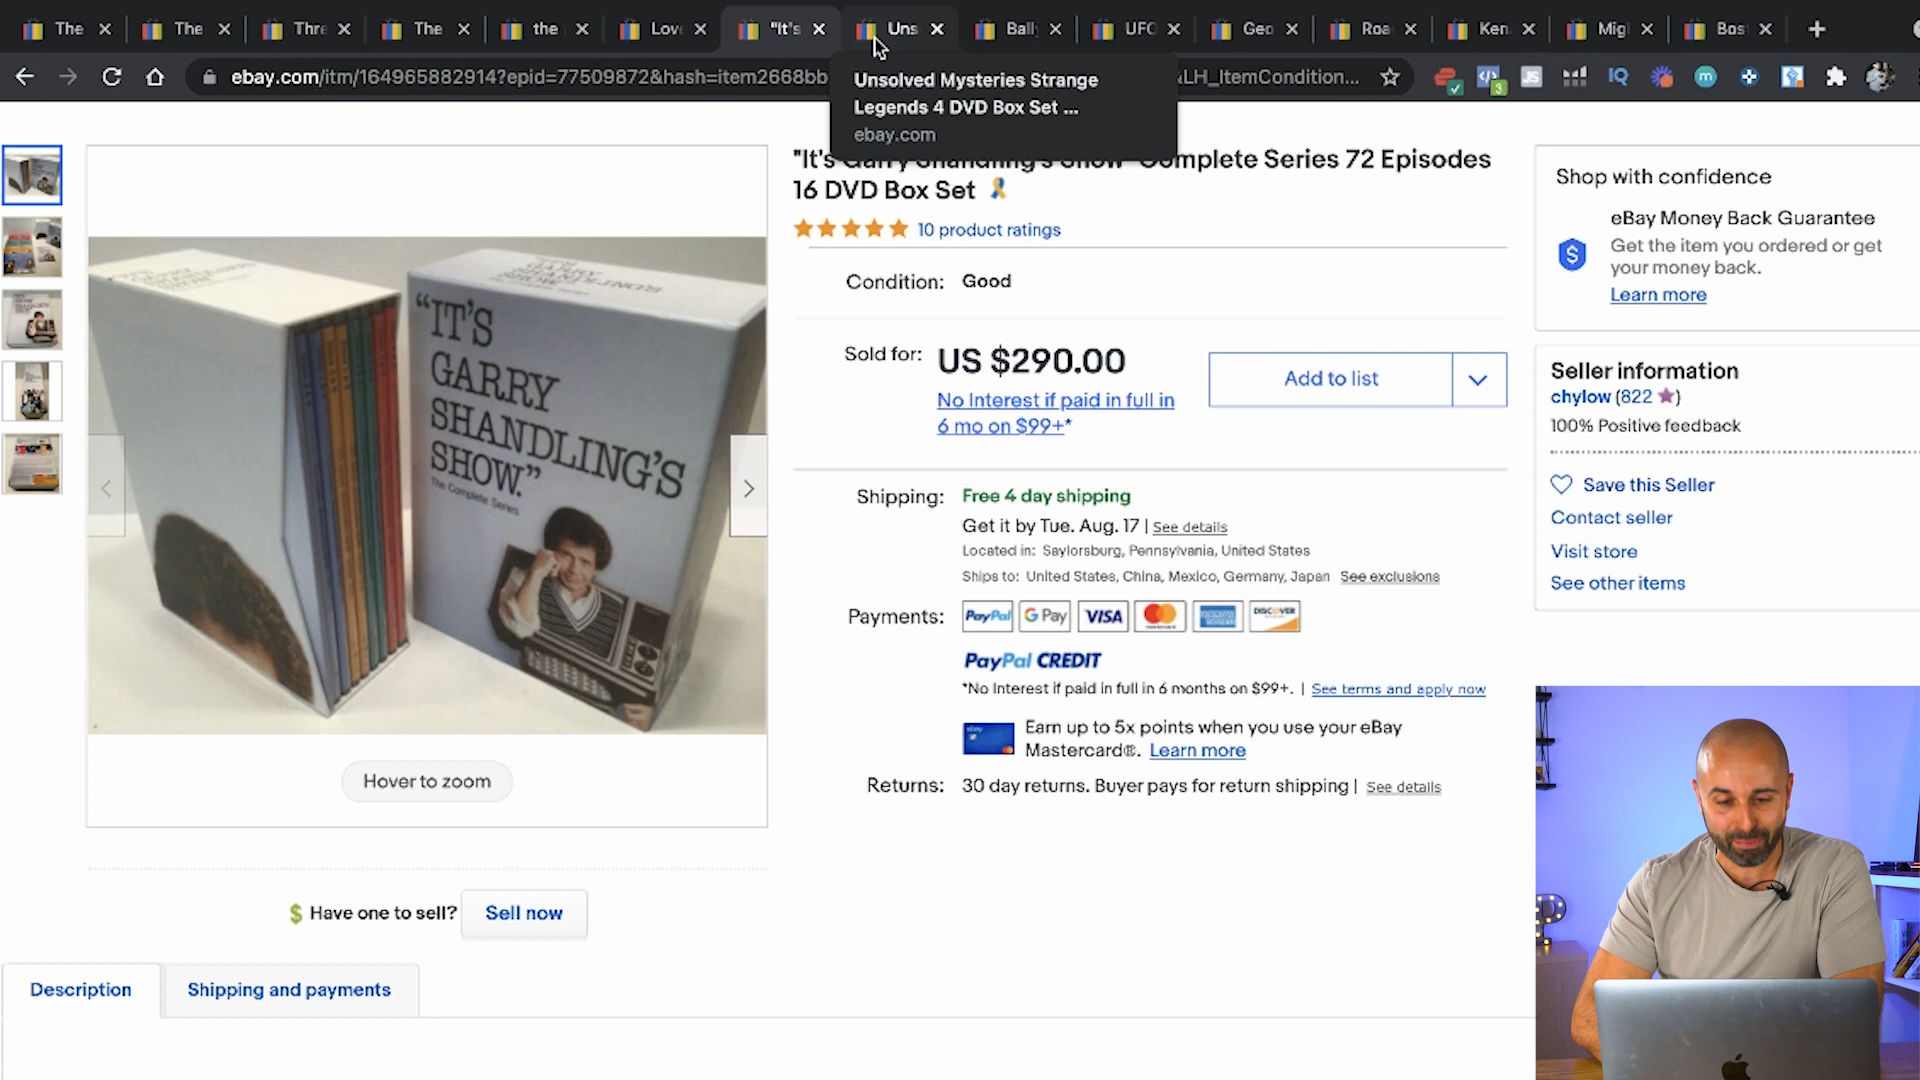 The
The
Thre
The
the
Love
"It's
Uns
Bally
UFO
Geo
Roa
Ken
Migh
Bos
ebay.com/itm/164965882914?epid=77509872&hash=item2668bb
&LH_ItemCondition...
Unsolved Mysteries Strange
Legends 4 DVD Box Set ...
ebay.com
"It's Garry Shandling's Show" Complete Series 72 Episodes
16 DVD Box Set
10 product ratings
Condition: Good
Sold for: US $290.00
No Interest if paid in full in
6 mo on $99+*
Add to list
Shipping: Free 4 day shipping
Get it by Tue. Aug. 17 | See details
Located in: Saylorsburg, Pennsylvania, United States
Ships to: United States, China, Mexico, Germany, Japan See exclusions
Payments: PayPal G Pay VISA DISCOVER
PayPal CREDIT
*No Interest if paid in full in 6 months on $99+. | See terms and apply now
Earn up to 5x points when you use your eBay
Mastercard®. Learn more
Returns: 30 day returns. Buyer pays for return shipping | See details
Shop with confidence
eBay Money Back Guarantee
Get the item you ordered or get
your money back.
Learn more
Seller information
chylow (822 )
100% Positive feedback
Save this Seller
Contact seller
Visit store
See other items
"IT'S
GARRY
SHANDLING'S
SHOW."
The Complete Series
Hover to zoom
$ Have one to sell? Sell now
Description
Shipping and payments